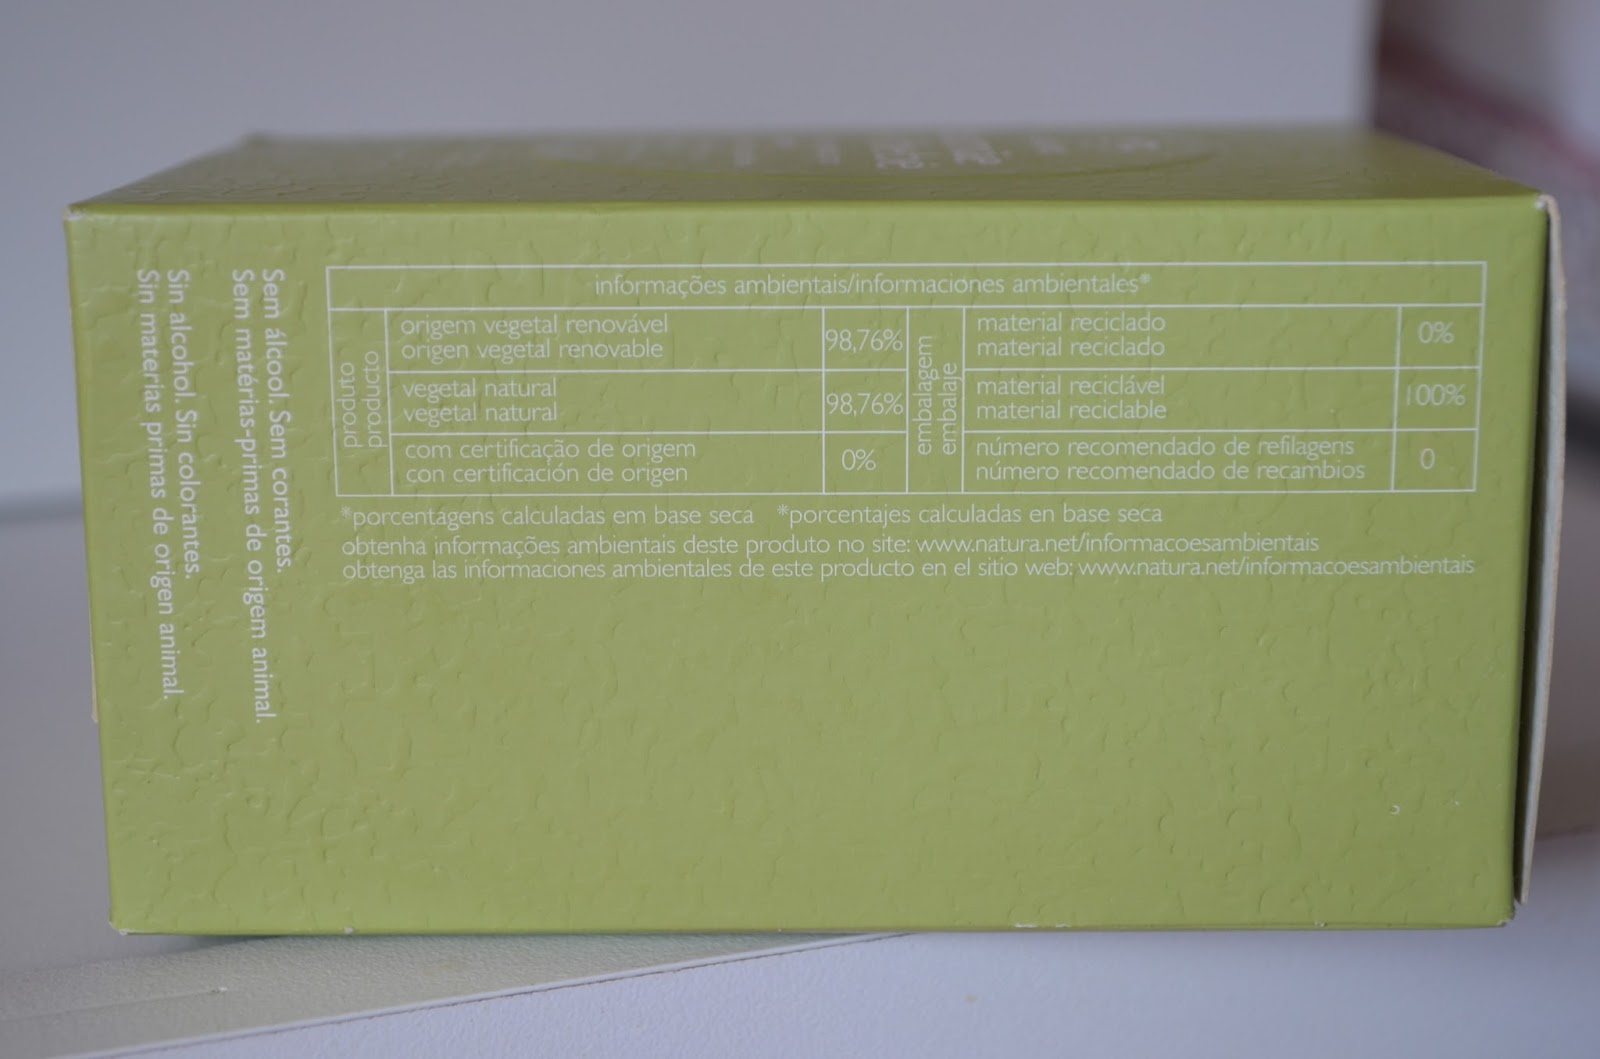 informações ambientais/informaciones ambientales*
produto
producto
origem vegetal renovável
origen vegetal renovable
98,76%
vegetal natural
vegetal natural
98,76%
com certificação de origem
con certificación de origen
0%
embalagem
embalaje
material reciclado
material reciclado
0%
material reciclável
material reciclable
100%
número recomendado de refilagens
número recomendado de recambios
0
*porcentagens calculadas em base seca *porcentajes calculadas en base seca
obtenha informações ambientais deste produto no site: www.natura.net/informacoesambientais
obtenga las informaciones ambientales de este producto en el sitio web: www.natura.net/informacoesambientais
Sem álcool. Sem corantes.
Sem matérias-primas de origem animal.
Sin alcohol. Sin colorantes.
Sin materias primas de origen animal.